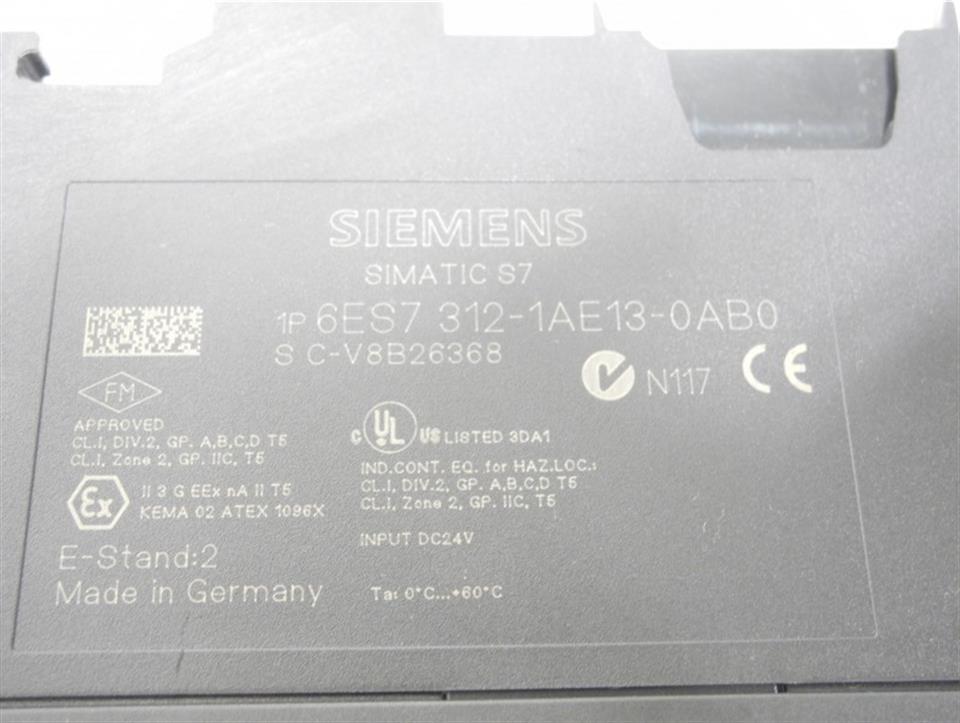 SIEMENS
SIMATIC S7
1P 6ES7 312-1AE13-0AB0
S C-V8B26368
N117 CE
FM
APPROVED
CL.I, DIV.2, GP. A,B,C,D T5
CL.I, Zone 2, GP. IIC, T5
Ex II 3 G EEx nA II T5
KEMA 02 ATEX 1096X
E-Stand:2
Made in Germany
c UL US LISTED 3DA1
IND.CONT. EQ. for HAZ.LOC.:
CL.I, DIV.2, GP. A,B,C,D T5
CL.I, Zone 2, GP. IIC, T5
INPUT DC24V
Ta: 0°C...+60°C